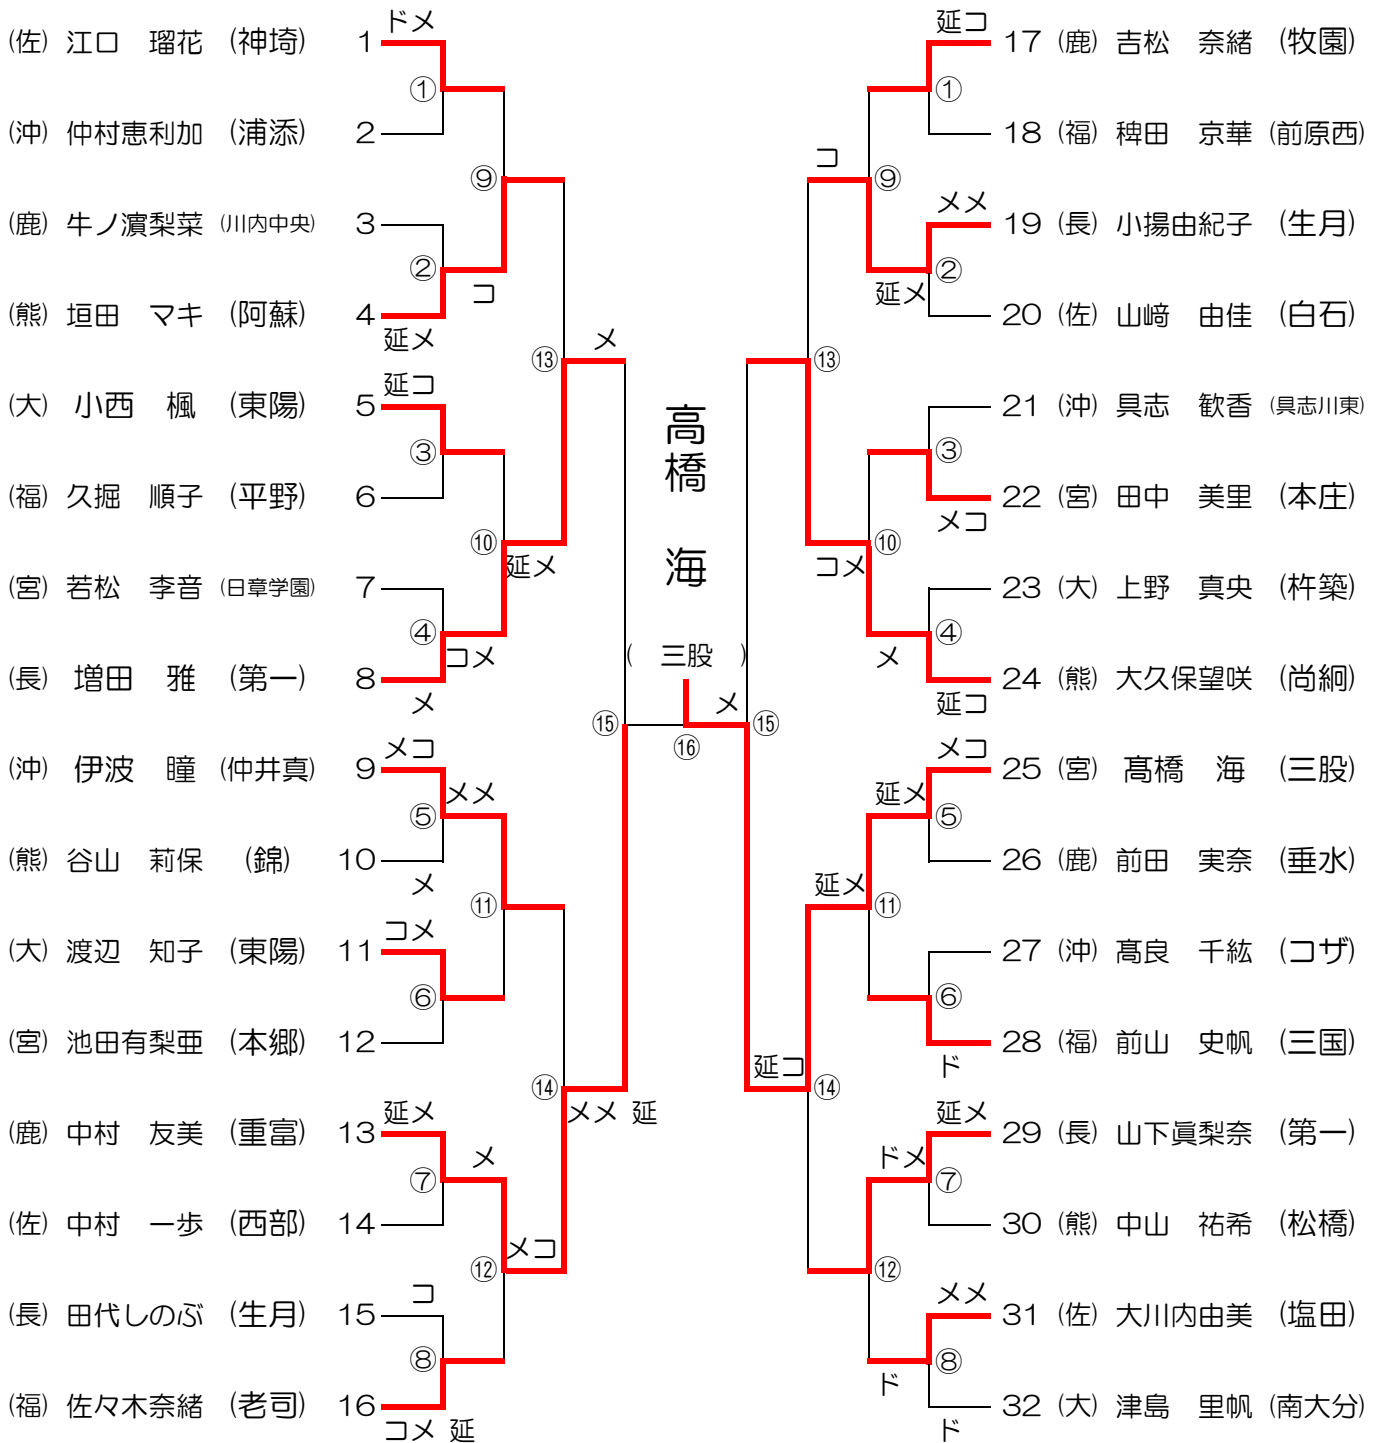 ドメ
(佐) 江口　瑠花 (神埼) 1
①
(沖) 仲村恵利加 (浦添) 2
⑨
(鹿) 牛ノ濵梨菜 (川内中央) 3
②
コ
(熊) 垣田　マキ (阿蘇) 4
延メ
⑬
メ
延コ
(大) 小西　楓 (東陽) 5
③
(福) 久掘　順子 (平野) 6
⑩
延メ
(宮) 若松　李音 (日章学園) 7
④
コメ
(長) 増田　雅 (第一) 8
メ
⑮
メコ
(沖) 伊波　瞳 (仲井真) 9
メメ
⑤
(熊) 谷山　莉保 (錦) 10
メ
⑪
コメ
(大) 渡辺　知子 (東陽) 11
⑥
(宮) 池田有梨亜 (本郷) 12
⑭
メメ 延
延メ
(鹿) 中村　友美 (重富) 13
メ
⑦
(佐) 中村　一歩 (西部) 14
メコ
⑫
コ
(長) 田代しのぶ (生月) 15
⑧
(福) 佐々木奈緒 (老司) 16
コメ 延
高橋　海
( 三股 )
メ
⑯
延コ
17 (鹿) 吉松　奈緒 (牧園)
①
18 (福) 稗田　京華 (前原西)
コ
⑨
メメ
19 (長) 小揚由紀子 (生月)
②
延メ
20 (佐) 山﨑　由佳 (白石)
⑬
21 (沖) 具志　歓香 (具志川東)
③
22 (宮) 田中　美里 (本庄)
メコ
⑩
コメ
23 (大) 上野　真央 (杵築)
④
メ
24 (熊) 大久保望咲 (尚絅)
延コ
⑮
メコ
25 (宮) 髙橋　海 (三股)
延メ
⑤
26 (鹿) 前田　実奈 (垂水)
延メ
⑪
27 (沖) 髙良　千紘 (コザ)
⑥
28 (福) 前山　史帆 (三国)
ド
延コ
⑭
延メ
29 (長) 山下眞梨奈 (第一)
ドメ
⑦
30 (熊) 中山　祐希 (松橋)
⑫
メメ
31 (佐) 大川内由美 (塩田)
⑧
ド
32 (大) 津島　里帆 (南大分)
ド